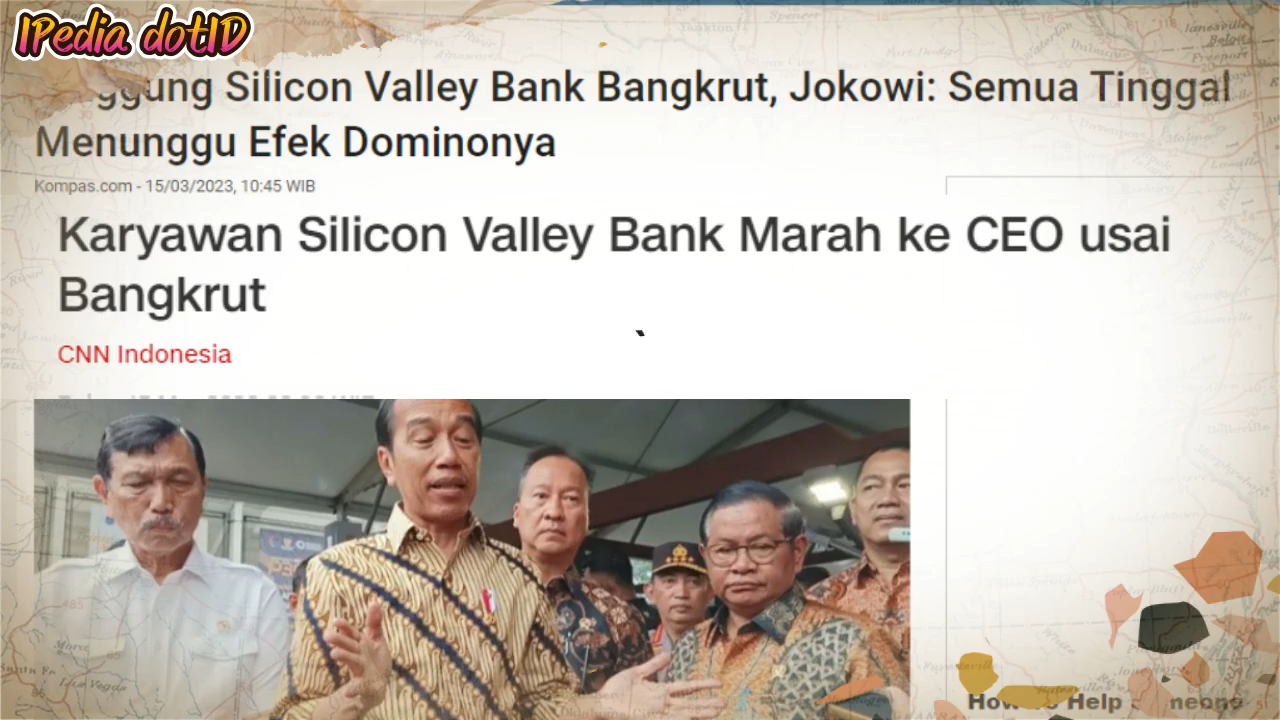 IPedia dotID
ggung Silicon Valley Bank Bangkrut, Jokowi: Semua Tinggal
Menunggu Efek Dominonya
Kompas.com - 15/03/2023, 10:45 WIB
Karyawan Silicon Valley Bank Marah ke CEO usai
Bangkrut
CNN Indonesia
Help